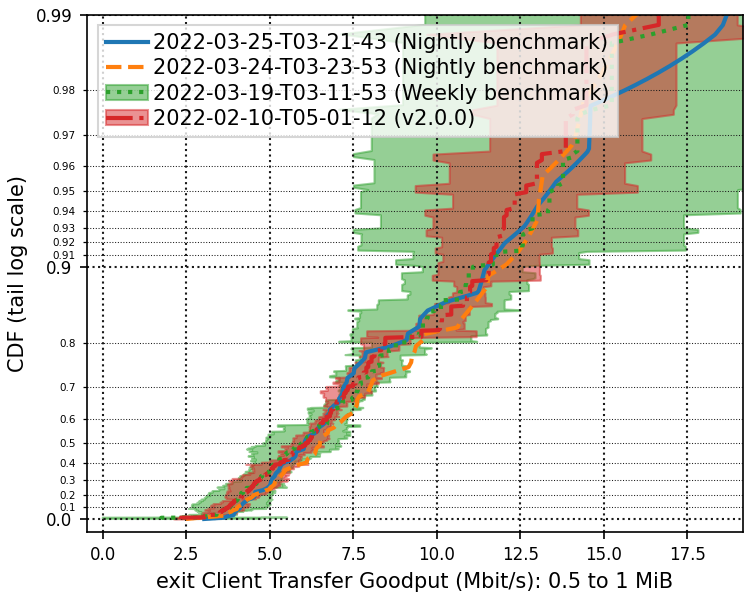 0.99
2022-03-25-T03-21-43 (Nightly benchmark)
2022-03-24-T03-23-53 (Nightly benchmark)
2022-03-19-T03-11-53 (Weekly benchmark)
2022-02-10-T05-01-12 (v2.0.0)
0.98
0.97
0.96
0.95
0.94
0.93
0.92
0.91
0.9
0.8
0.7
0.6
0.5
0.4
0.3
0.2
0.1
0.0
CDF (tail log scale)
0.0 2.5 5.0 7.5 10.0 12.5 15.0 17.5
exit Client Transfer Goodput (Mbit/s): 0.5 to 1 MiB